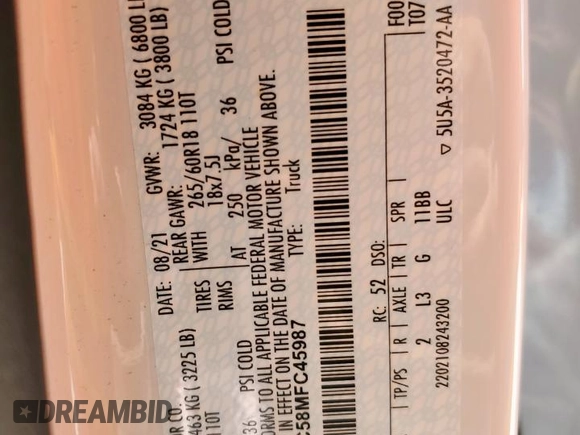 OR CO.
DATE: 08/21 GVWR: 3084 KG ( 6800 L
463 KG ( 3225 LB) REAR GAWR: 1724 KG ( 3800 LB)
110T TIRES WITH 265/60R18 110T
RIMS 18x7.5J
36 PSI COLD AT 250 kPa/ 36 PSI COLD
ORMS TO ALL APPLICABLE FEDERAL MOTOR VEHICLE
IN EFFECT ON THE DATE OF MANUFACTURE SHOWN ABOVE.
C58MFC45987 TYPE: Truck
F00
T07
RC: 52 DSO:
TP/PS R AXLE TR SPR
2 L3 G 11BB
ULC
2202108243200
▽ 5U5A-3520472-AA
DREAMBID